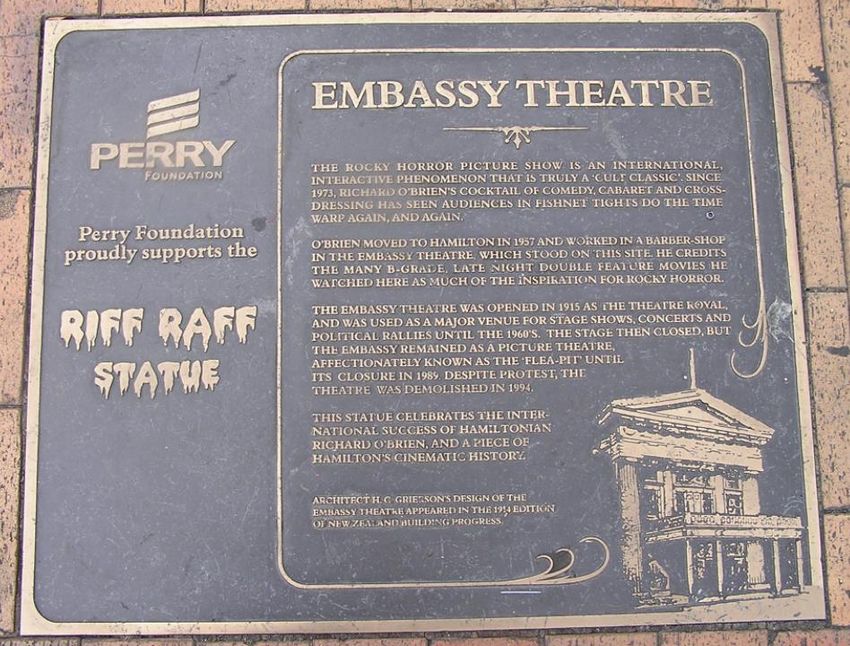 PERRY
FOUNDATION
Perry Foundation
proudly supports the
RIFF RAFF
STATUE
EMBASSY THEATRE
THE ROCKY HORROR PICTURE SHOW IS AN INTERNATIONAL,
INTERACTIVE PHENOMENON THAT IS TRULY A 'CULT CLASSIC'. SINCE
1973, RICHARD O'BRIEN'S COCKTAIL OF COMEDY, CABARET AND CROSS-
DRESSING HAS SEEN AUDIENCES IN FISHNET TIGHTS DO THE TIME
WARP AGAIN, AND AGAIN.
O'BRIEN MOVED TO HAMILTON IN 1957 AND WORKED IN A BARBER-SHOP
IN THE EMBASSY THEATRE, WHICH STOOD ON THIS SITE. HE CREDITS
THE MANY B-GRADE, LATE NIGHT DOUBLE FEATURE MOVIES HE
WATCHED HERE AS MUCH OF THE INSPIRATION FOR ROCKY HORROR.
THE EMBASSY THEATRE WAS OPENED IN 1915 AS THE THEATRE ROYAL,
AND WAS USED AS A MAJOR VENUE FOR STAGE SHOWS, CONCERTS AND
POLITICAL RALLIES UNTIL THE 1960'S. THE STAGE THEN CLOSED, BUT
THE EMBASSY REMAINED AS A PICTURE THEATRE,
AFFECTIONATELY KNOWN AS THE 'FLEA-PIT' UNTIL
ITS CLOSURE IN 1989. DESPITE PROTEST, THE
THEATRE WAS DEMOLISHED IN 1994.
THIS STATUE CELEBRATES THE INTER-
NATIONAL SUCCESS OF HAMILTONIAN
RICHARD O'BRIEN, AND A PIECE OF
HAMILTON'S CINEMATIC HISTORY.
ARCHITECT H. C. GRIERSON'S DESIGN OF THE
EMBASSY THEATRE APPEARED IN THE 1914 EDITION
OF NEW ZEALAND BUILDING PROGRESS.